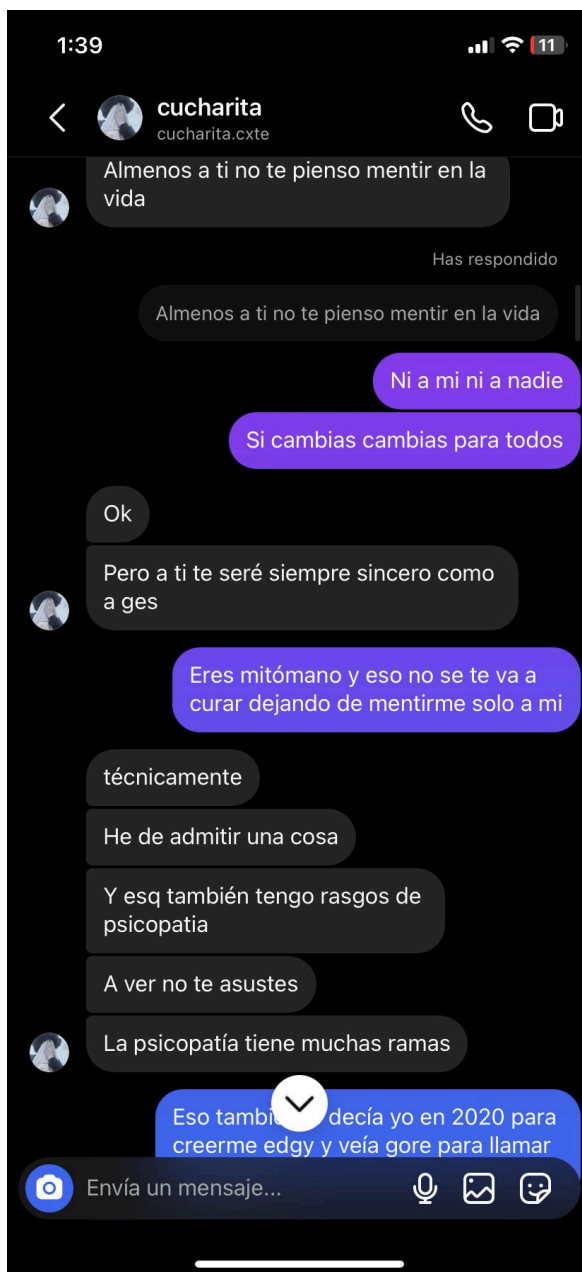 1:39
11
cucharita
cucharita.cxte
Almenos a ti no te pienso mentir en la
vida
Has respondido
Almenos a ti no te pienso mentir en la vida
Ni a mi ni a nadie
Si cambias cambias para todos
Ok
Pero a ti te seré siempre sincero como
a ges
Eres mitómano y eso no se te va a
curar dejando de mentirme solo a mi
técnicamente
He de admitir una cosa
Y esq también tengo rasgos de
psicopatia
A ver no te asustes
La psicopatía tiene muchas ramas
Eso decía yo en 2020 para
creerme edgy y veía gore para llamar
Envía un mensaje...